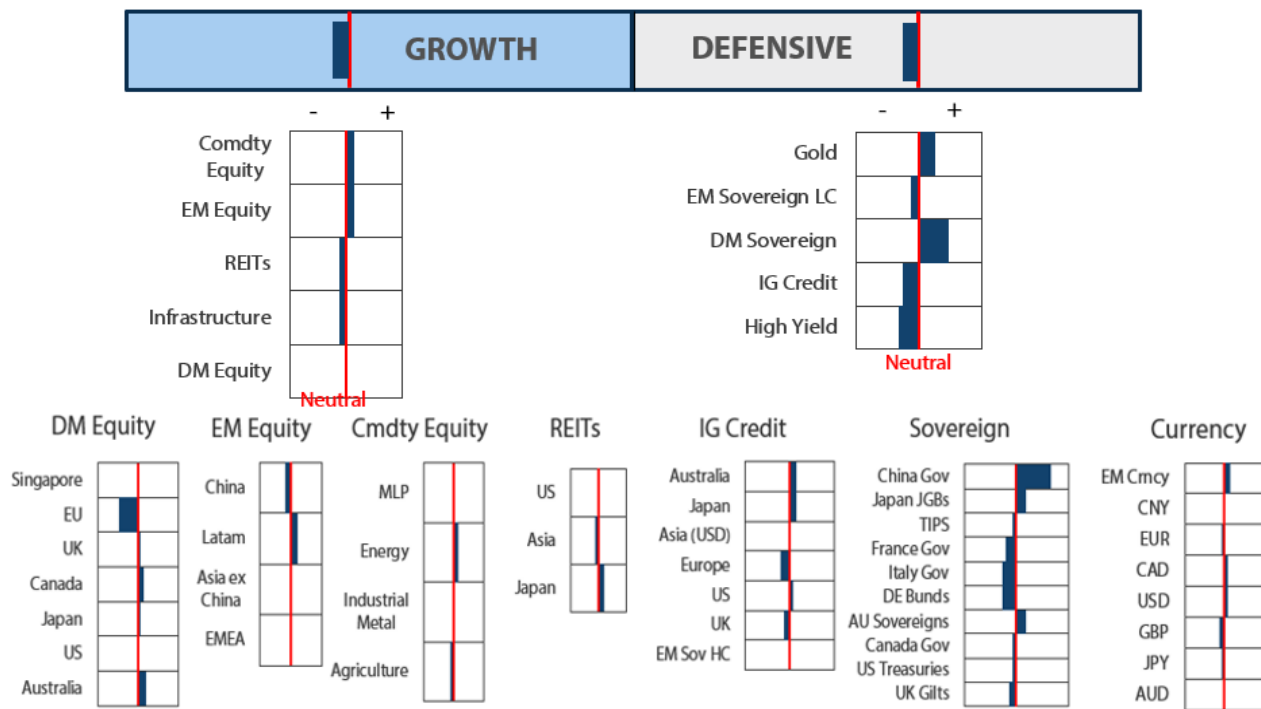 GROWTH
DEFENSIVE
- +
Comdty
Equity
EM Equity
REITs
Infrastructure
DM Equity
Neutral
- +
Gold
EM Sovereign LC
DM Sovereign
IG Credit
High Yield
Neutral
DM Equity
Singapore
EU
UK
Canada
Japan
US
Australia
EM Equity
China
Latam
Asia ex
China
EMEA
Cmdty Equity
MLP
Energy
Industrial
Metal
Agriculture
REITs
US
Asia
Japan
IG Credit
Australia
Japan
Asia (USD)
Europe
US
UK
EM Sov HC
Sovereign
China Gov
Japan JGBs
TIPS
France Gov
Italy Gov
DE Bunds
AU Sovereigns
Canada Gov
US Treasuries
UK Gilts
Currency
EM Crncy
CNY
EUR
CAD
USD
GBP
JPY
AUD